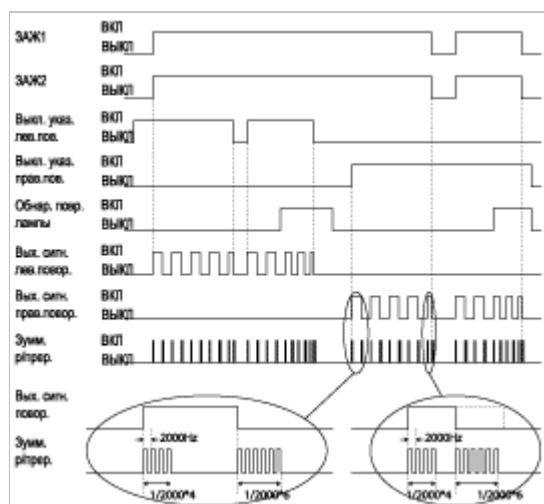 ЗАЖ1
ВКЛ
ВЫКЛ
ЗАЖ2
ВКЛ
ВЫКЛ
Выкл. указ.
лев.пов.
ВКЛ
ВЫКЛ
Выкл. указ.
прав.пов.
ВКЛ
ВЫКЛ
Обнар. повр.
лампы
ВКЛ
ВЫКЛ
Вых. сигн.
лев.повор.
ВКЛ
ВЫКЛ
Вых. сигн.
прав.повор.
ВКЛ
ВЫКЛ
Зумм.
р/прер.
ВКЛ
ВЫКЛ
Вых. сигн.
повор.
Зумм.
р/прер.
2000Hz
1/2000*4
1/2000*6
2000Hz
1/2000*4
1/2000*6